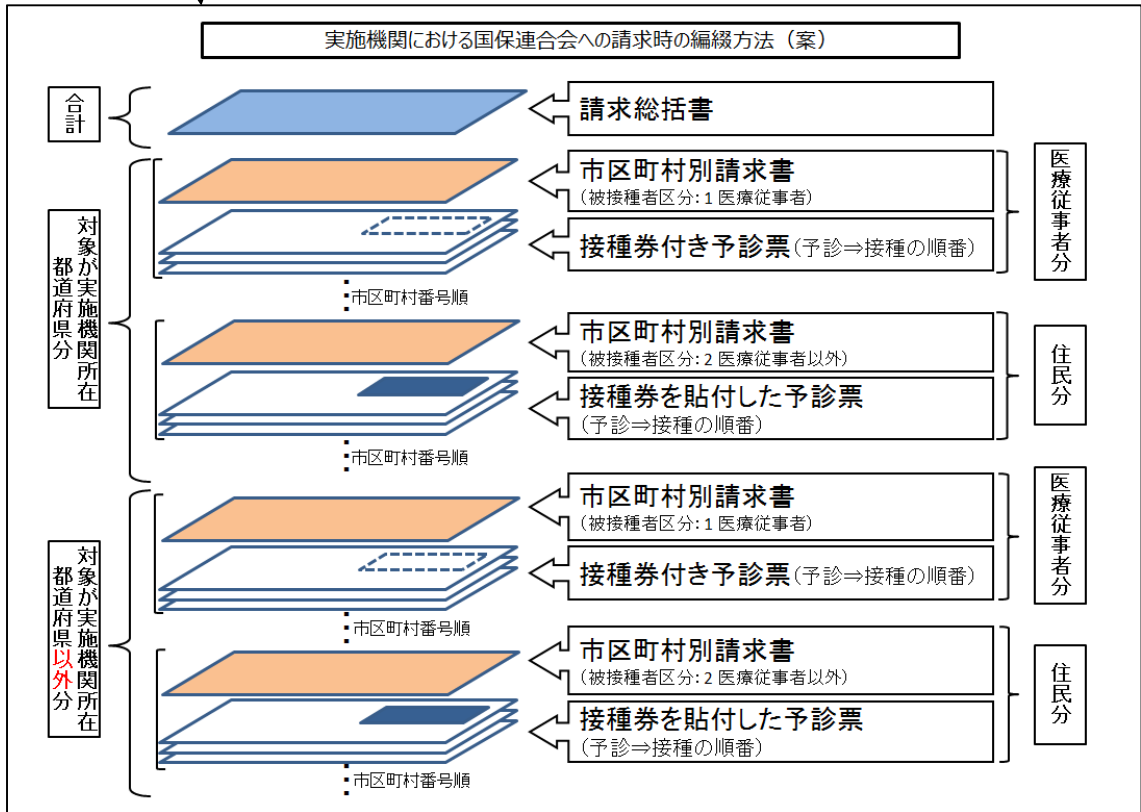 実施機関における国保連合会への請求時の編綴方法（案）
合計
請求総括書
対象が実施機関所在
都道府県分
市区町村別請求書
(被接種者区分:1 医療従事者)
接種券付き予診票(予診⇒接種の順番)
医療従事者分
市区町村番号順
市区町村別請求書
(被接種者区分:2 医療従事者以外)
接種券を貼付した予診票
(予診⇒接種の順番)
住民分
市区町村番号順
対象が実施機関所在
都道府県以外分
市区町村別請求書
(被接種者区分:1 医療従事者)
接種券付き予診票(予診⇒接種の順番)
医療従事者分
市区町村番号順
市区町村別請求書
(被接種者区分:2 医療従事者以外)
接種券を貼付した予診票
(予診⇒接種の順番)
住民分
市区町村番号順